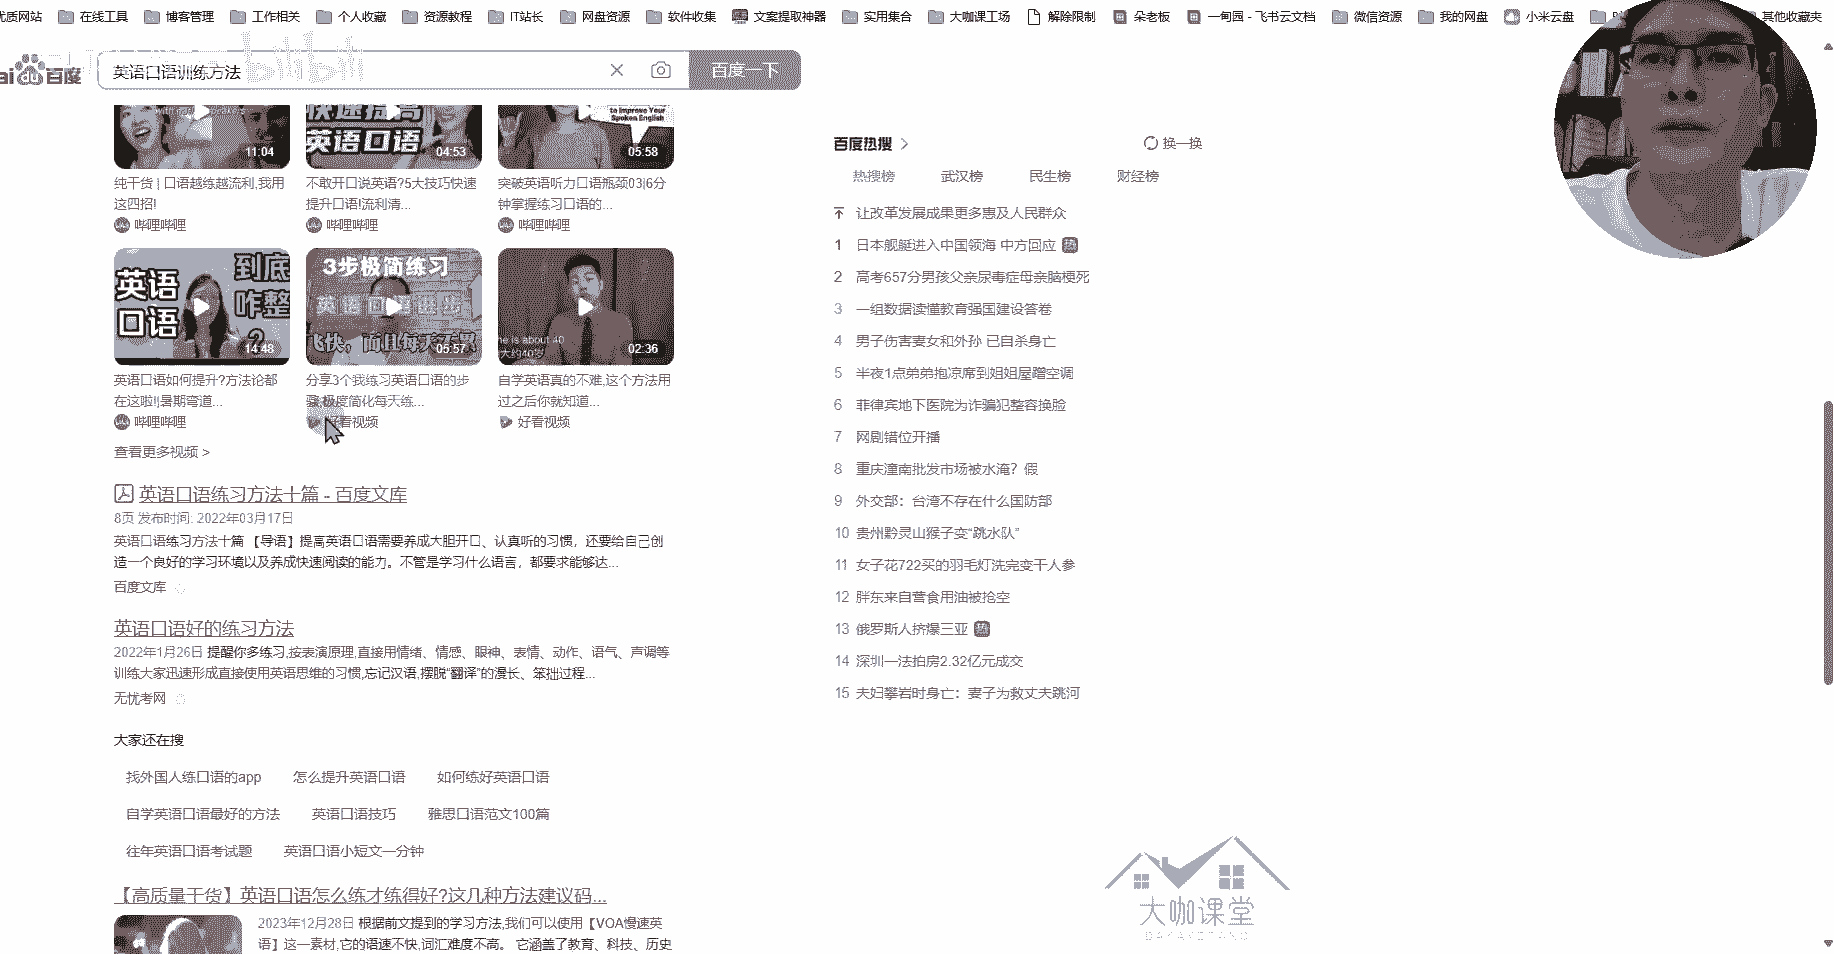 优质网站 在线工具 博客管理 工作相关 个人收藏 资源教程 IT站长 网盘资源 软件收集 文案提取神器 实用集合 大咖课工场 解除限制 朵老板 一甸园 - 飞书云文档 微信资源 我的网盘 小米云盘 其他收藏夹
百度
英语口语训练方法
bilibili
百度一下
11:04
快速提高
英语口语
04:53
to Improve Your
Spoken English
05:58
纯干货 | 口语越练越流利,我用
这四招!
哔哩哔哩
不敢开口说英语?5大技巧快速
提升口语!流利清...
哔哩哔哩
突破英语听力口语瓶颈03|6分
钟掌握练习口语的...
哔哩哔哩
英语
口语
到底
咋整
?
14:48
3步极简练习
英语口语进步
飞快，而且每天不累
05:57
he is about 40
大约40岁
02:36
英语口语如何提升?方法论都
在这啦!|暑期弯道...
哔哩哔哩
分享3个我练习英语口语的步
骤,极度简化每天练...
好看视频
自学英语真的不难,这个方法用
过之后你就知道...
好看视频
查看更多视频 >
英语口语练习方法十篇 - 百度文库
8页 发布时间: 2022年03月17日
英语口语练习方法十篇 【导语】提高英语口语需要养成大胆开口、认真听的习惯，还要给自己创
造一个良好的学习环境以及养成快速阅读的能力。不管是学习什么语言，都要求能够达...
百度文库
英语口语好的练习方法
2022年1月26日 提醒你多练习,按表演原理,直接用情绪、情感、眼神、表情、动作、语气、声调等
训练大家迅速形成直接使用英语思维的习惯,忘记汉语,摆脱“翻译”的漫长、笨拙过程...
无忧考网
大家还在搜
找外国人练口语的app 怎么提升英语口语 如何练好英语口语
自学英语口语最好的方法 英语口语技巧 雅思口语范文100篇
往年英语口语考试题 英语口语小短文一分钟
【高质量干货】英语口语怎么练才练得好?这几种方法建议码...
2023年12月28日 根据前文提到的学习方法,我们可以使用【VOA慢速英
语】这一素材,它的语速不快,词汇难度不高。 它涵盖了教育、科技、历史
百度热搜 >
换一换
热搜榜 武汉榜 民生榜 财经榜
让改革发展成果更多惠及人民群众
1 日本舰艇进入中国领海 中方回应 热
2 高考657分男孩父亲尿毒症母亲脑梗死
3 一组数据读懂教育强国建设答卷
4 男子伤害妻女和外孙 已自杀身亡
5 半夜1点弟弟抱凉席到姐姐屋蹭空调
6 菲律宾地下医院为诈骗犯整容换脸
7 网剧错位开播
8 重庆潼南批发市场被水淹？假
9 外交部：台湾不存在什么国防部
10 贵州黔灵山猴子变“跳水队”
11 女子花722买的羽毛灯洗完变干人参
12 胖东来自营食用油被抢空
13 俄罗斯人挤爆三亚 热
14 深圳一法拍房2.32亿元成交
15 夫妇攀岩时身亡：妻子为救丈夫跳河
大咖课堂
DAKAKETANG